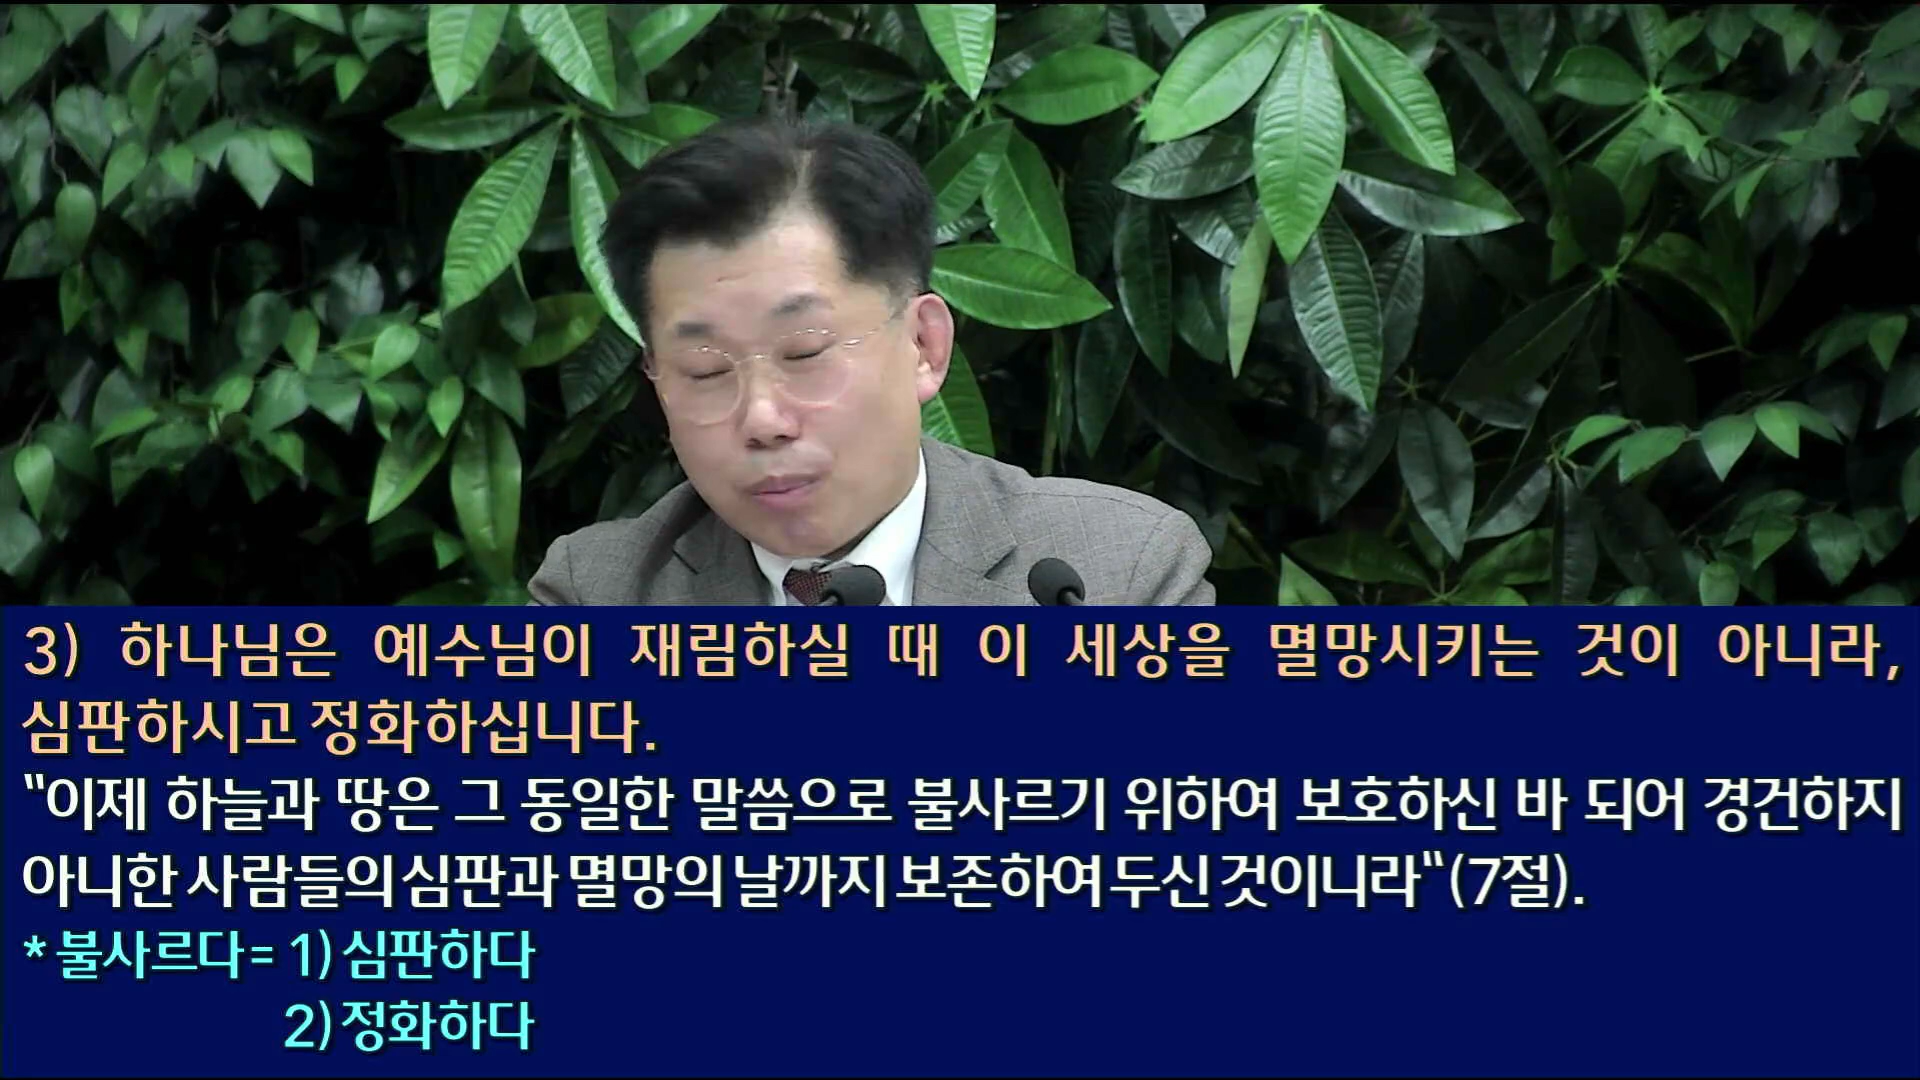 3) 하나님은 예수님이 재림하실 때 이 세상을 멸망시키는 것이 아니라,
심판하시고 정화하십니다.
“이제 하늘과 땅은 그 동일한 말씀으로 불사르기 위하여 보호하신 바 되어 경건하지
아니한 사람들의 심판과 멸망의 날까지 보존하여 두신 것이니라“(7절).
* 불사르다= 1) 심판하다
2) 정화하다